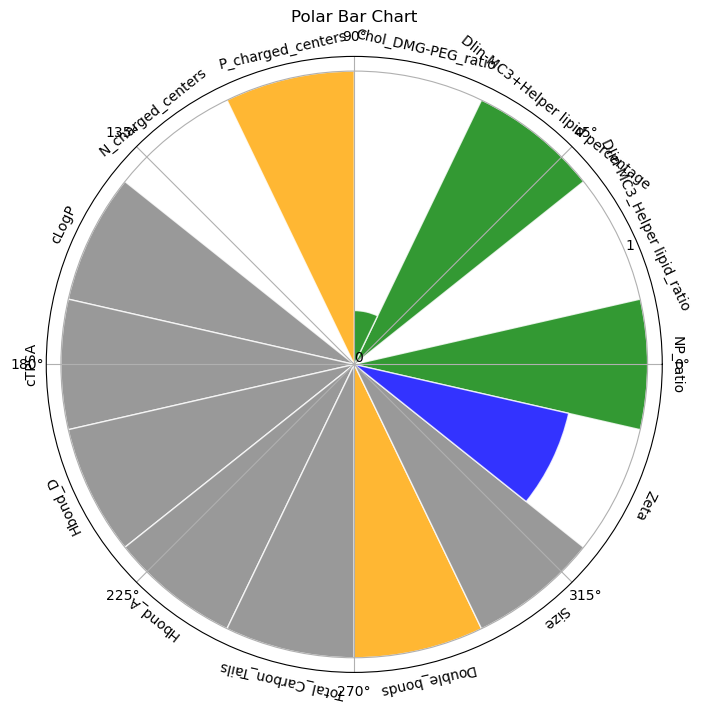 Polar Bar Chart
90°
P_charged_centers
Chol_DMG-PEG_ratio
Dlin-MC3+Helper lipid percentage
45°
135°
N_charged_centers
Dlin-MC3_Helper lipid_ratio
cLogP
1
NP_ratio
0°
0
180°
cTPSA
Hbond_D
Zeta
225°
315°
Hbond_A
Size
Total_Carbon_Tails
Double_bonds
270°